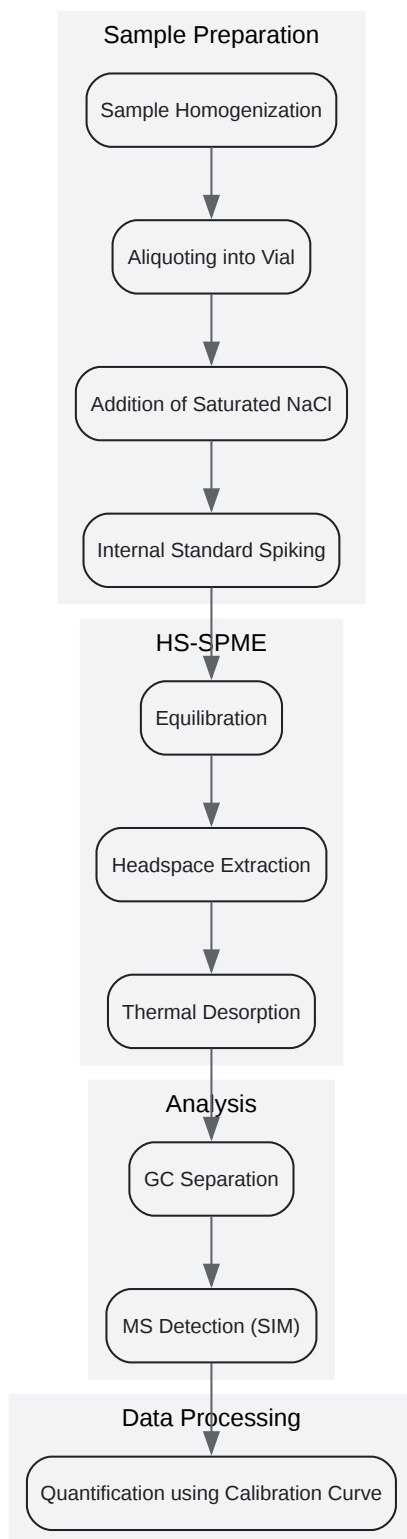 Sample Preparation
Sample Homogenization
Aliquoting into Vial
Addition of Saturated NaCl
Internal Standard Spiking
HS-SPME
Equilibration
Headspace Extraction
Thermal Desorption
Analysis
GC Separation
MS Detection (SIM)
Data Processing
Quantification using Calibration Curve